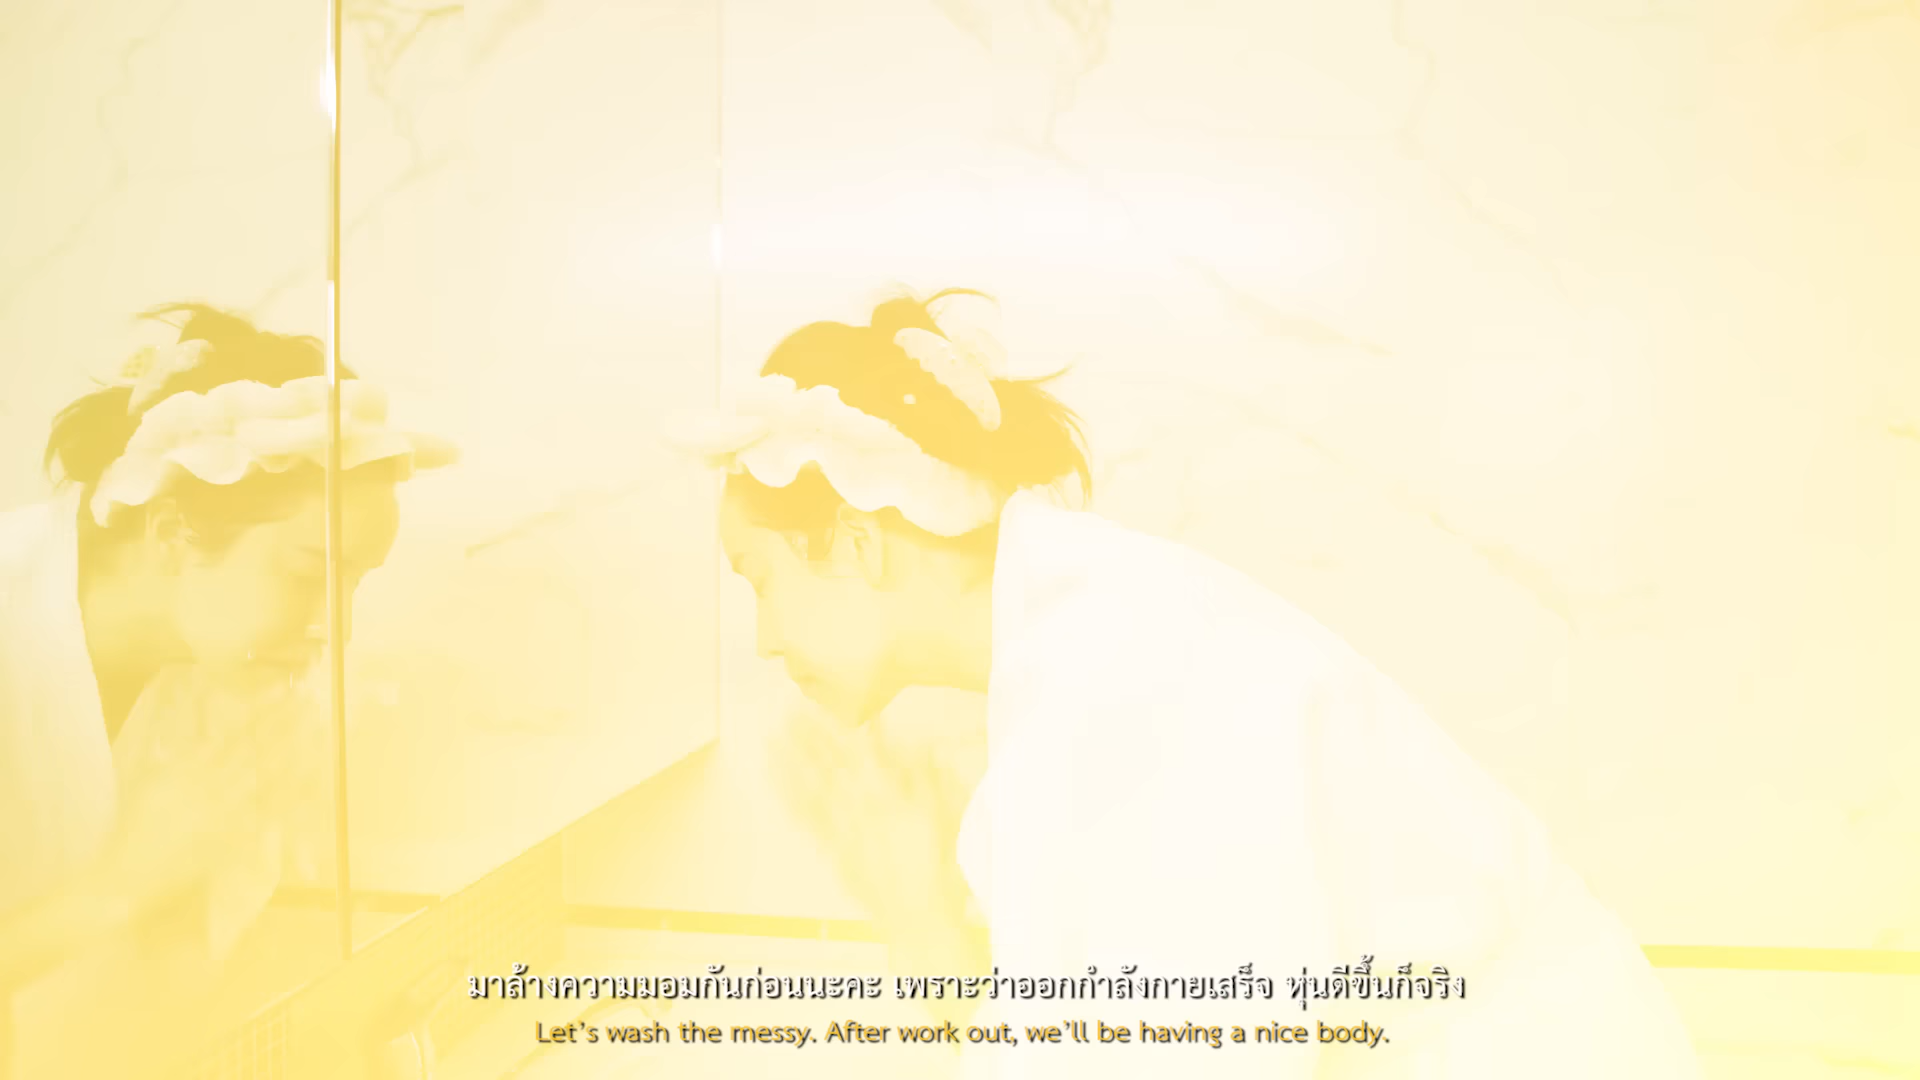 มาล้างความมอมกันก่อนนะคะ เพราะว่าออกกำลังกายเสร็จ หุ่นดีขึ้นก็จริง
Let's wash the messy. After work out, we'll be having a nice body.